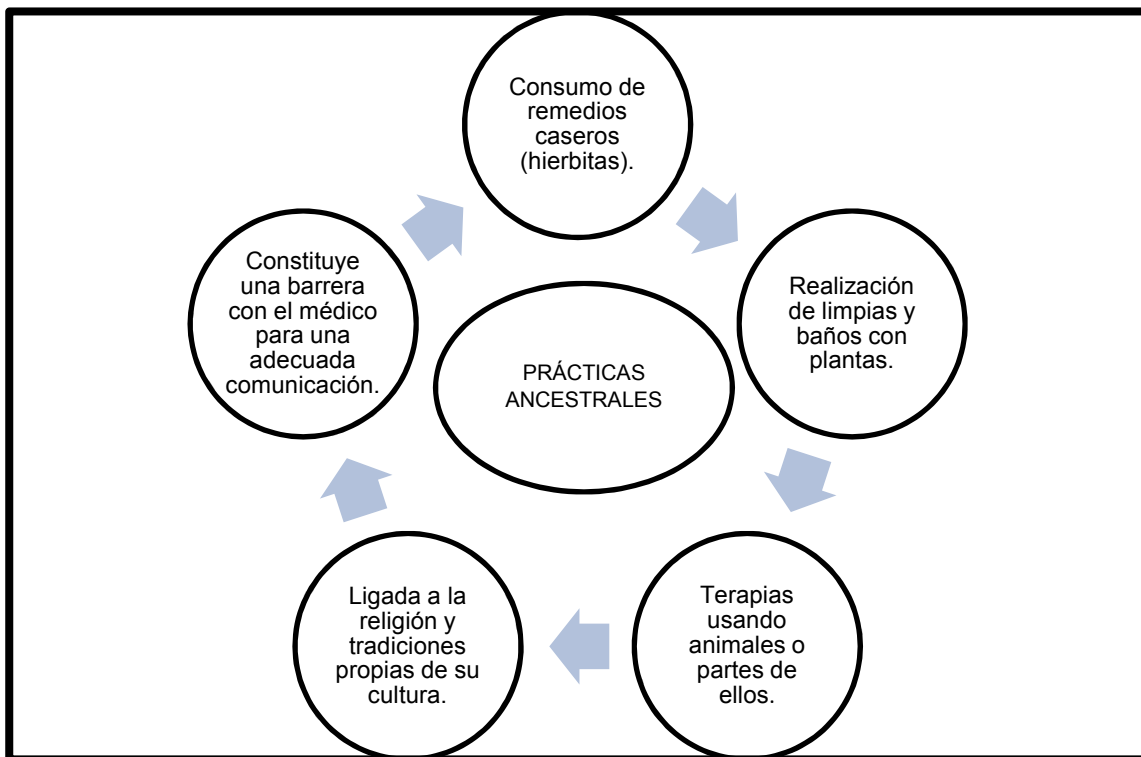 Consumo de
remedios
caseros
(hierbitas).
Realización
de limpias y
baños con
plantas.
Terapias
usando
animales o
partes de
ellos.
Ligada a la
religión y
tradiciones
propias de su
cultura.
Constituye
una barrera
con el médico
para una
adecuada
comunicación.
PRÁCTICAS
ANCESTRALES